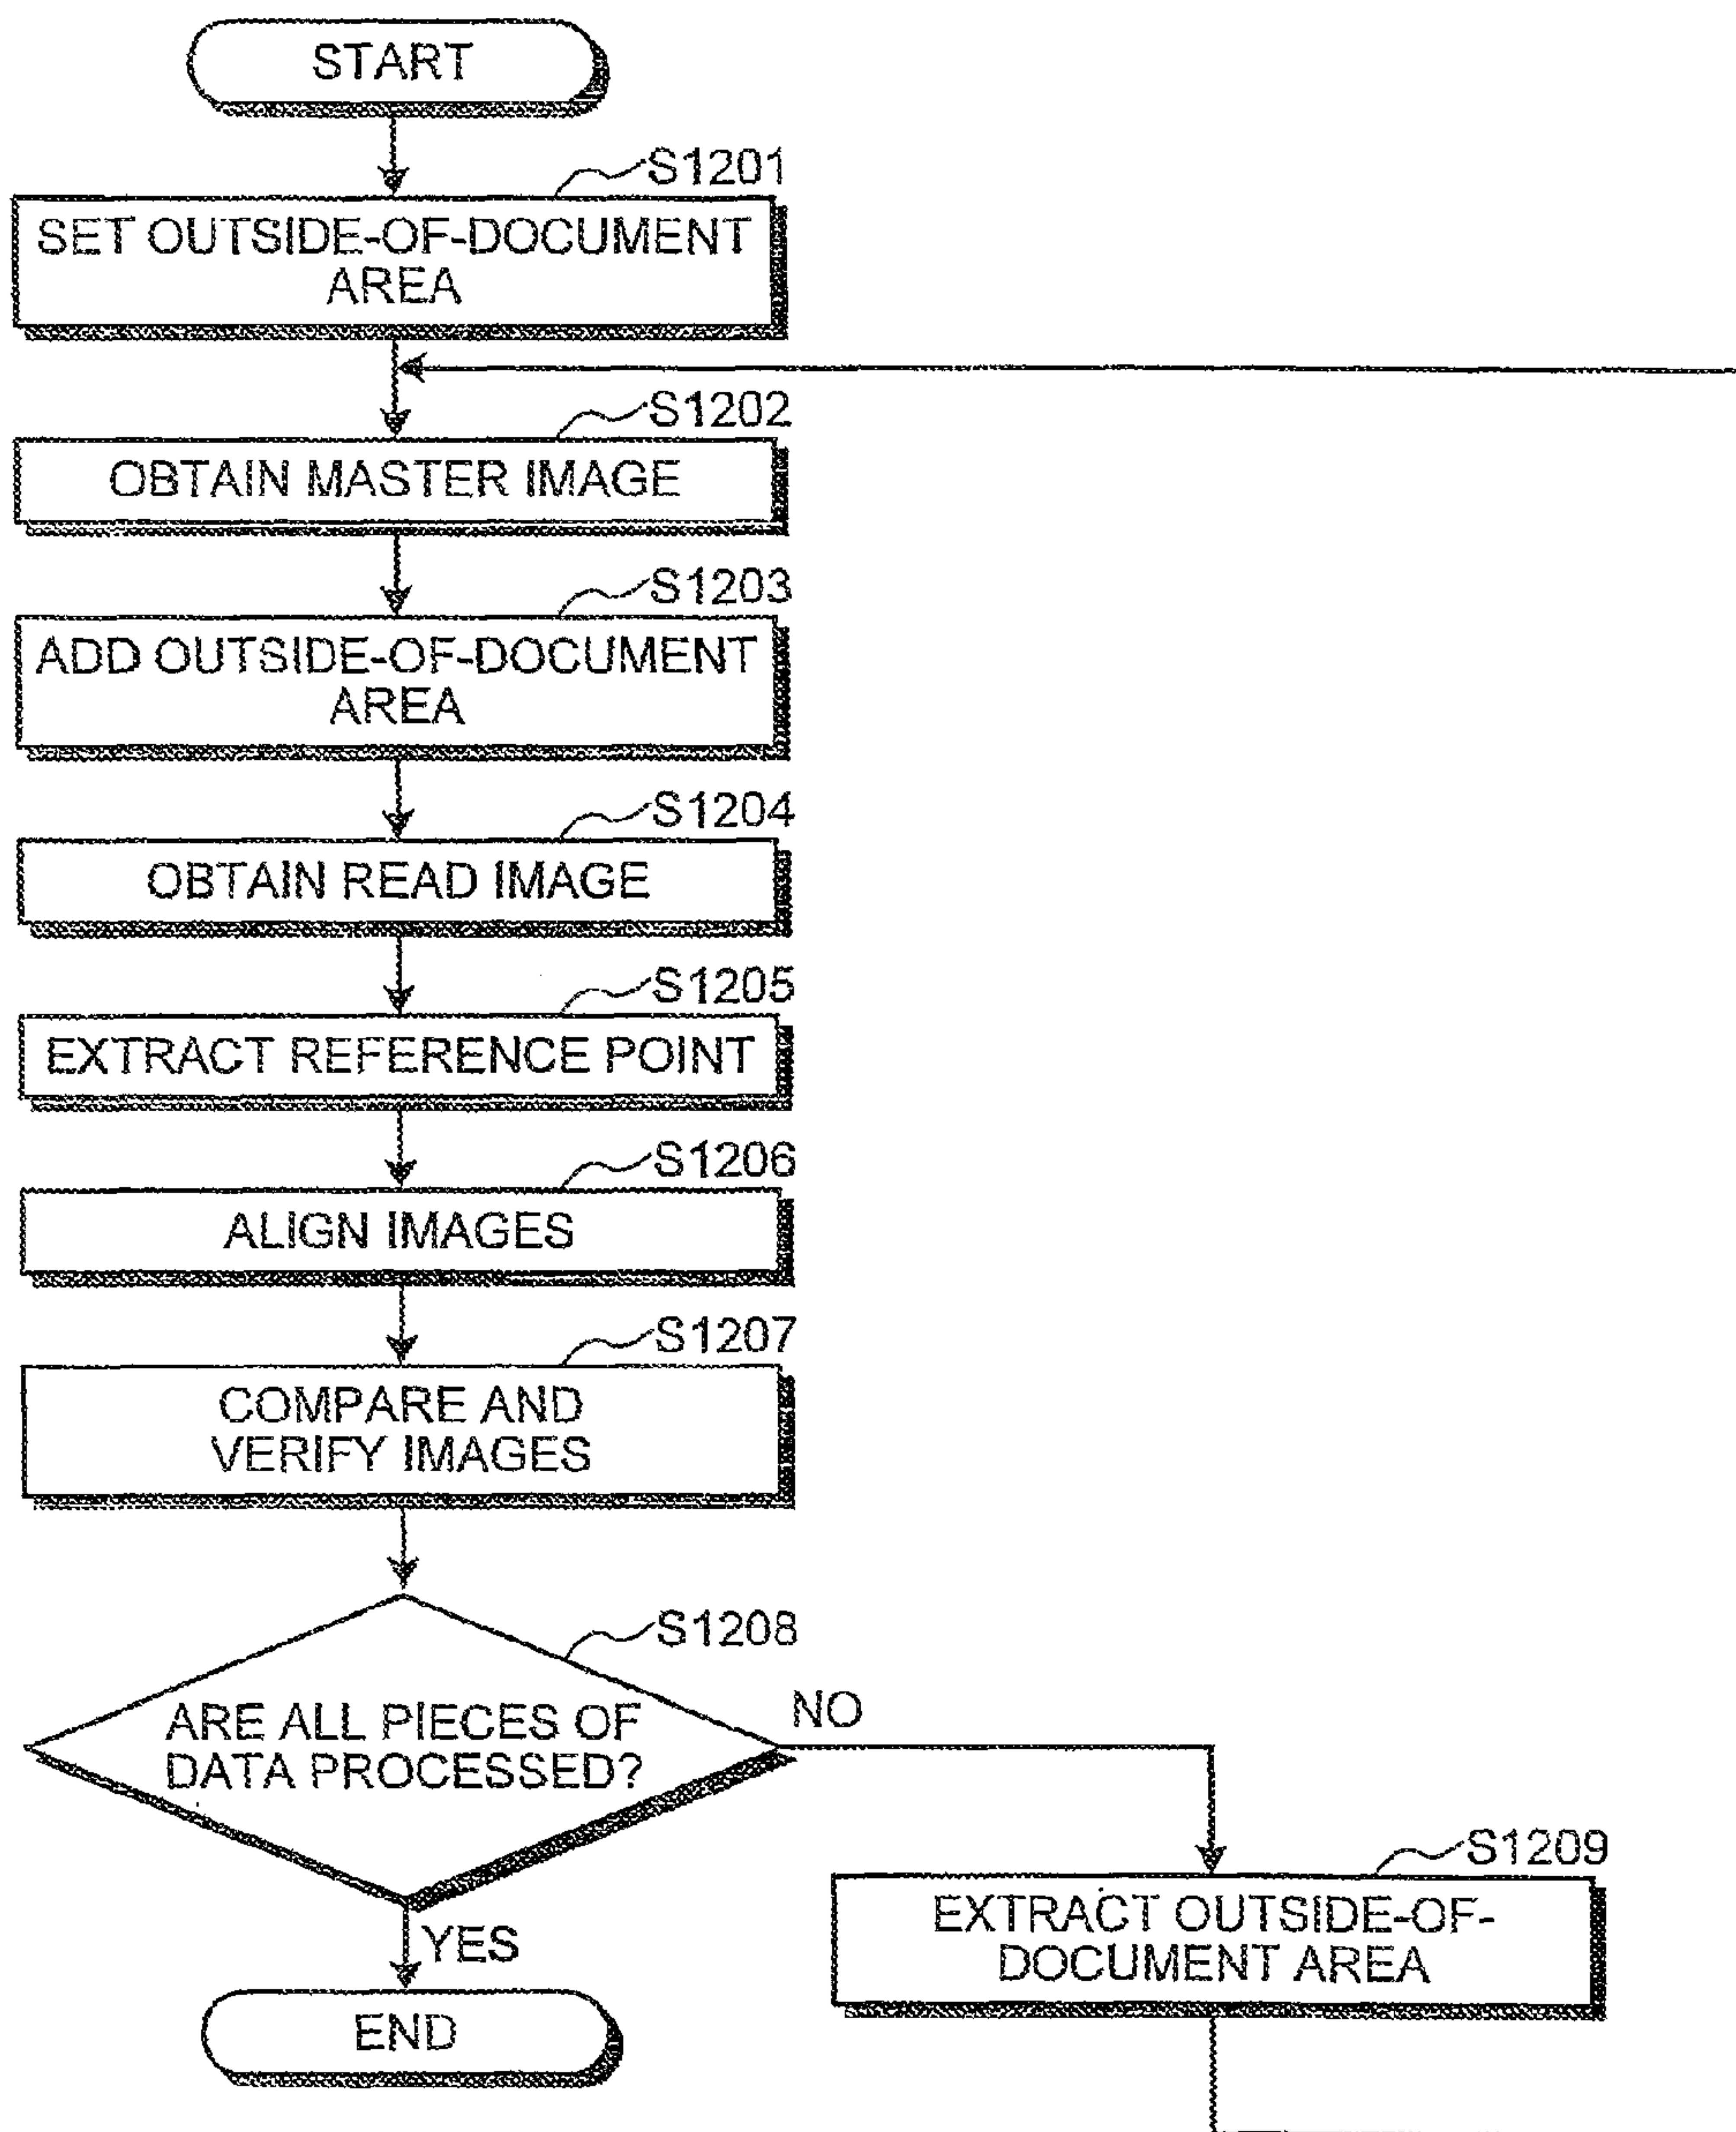 START
S1201
SET OUTSIDE-OF-DOCUMENT
AREA
S1202
OBTAIN MASTER IMAGE
S1203
ADD OUTSIDE-OF-DOCUMENT
AREA
S1204
OBTAIN READ IMAGE
S1205
EXTRACT REFERENCE POINT
S1206
ALIGN IMAGES
S1207
COMPARE AND
VERIFY IMAGES
S1208
ARE ALL PIECES OF
DATA PROCESSED?
NO
S1209
EXTRACT OUTSIDE-OF-
DOCUMENT AREA
YES
END